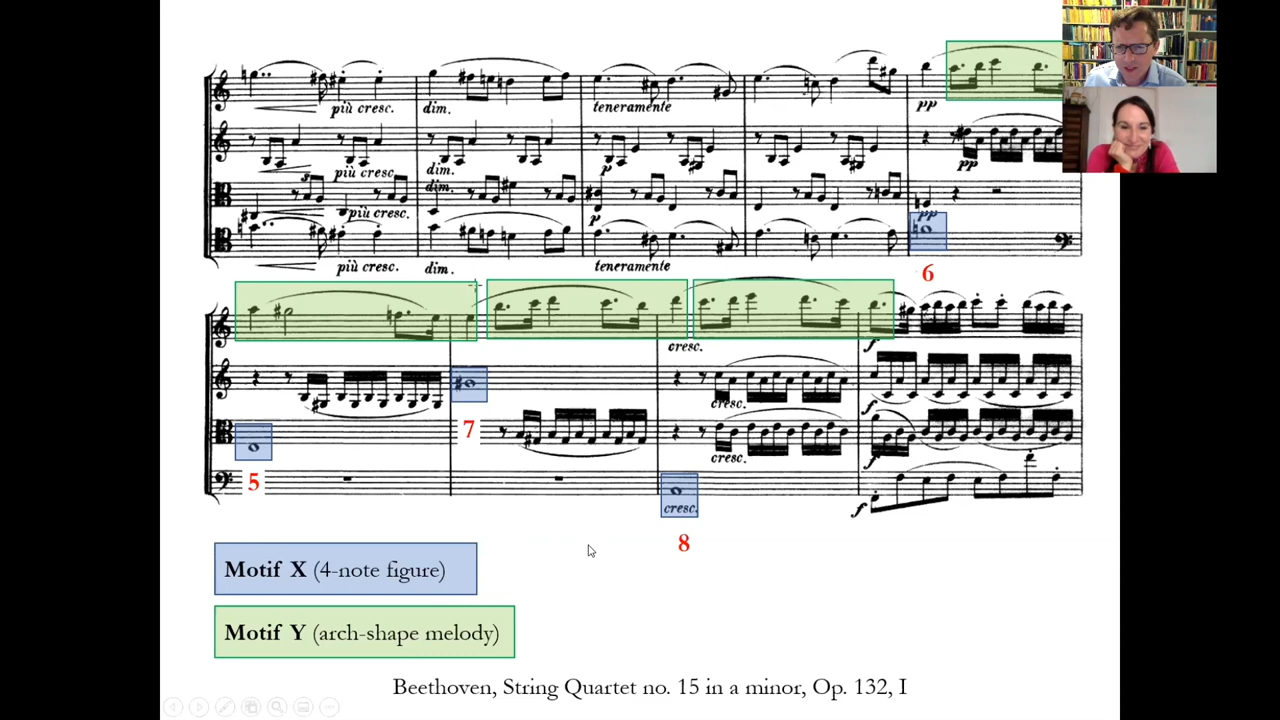 più cresc. dim. teneramente pp
più cresc. dim. p pp
più cresc. dim. p pp
più cresc. dim. teneramente
6
cresc. f
7 cresc. f
5 cresc. f
cresc. f
8
Motif X (4-note figure)
Motif Y (arch-shape melody)
Beethoven, String Quartet no. 15 in a minor, Op. 132, I